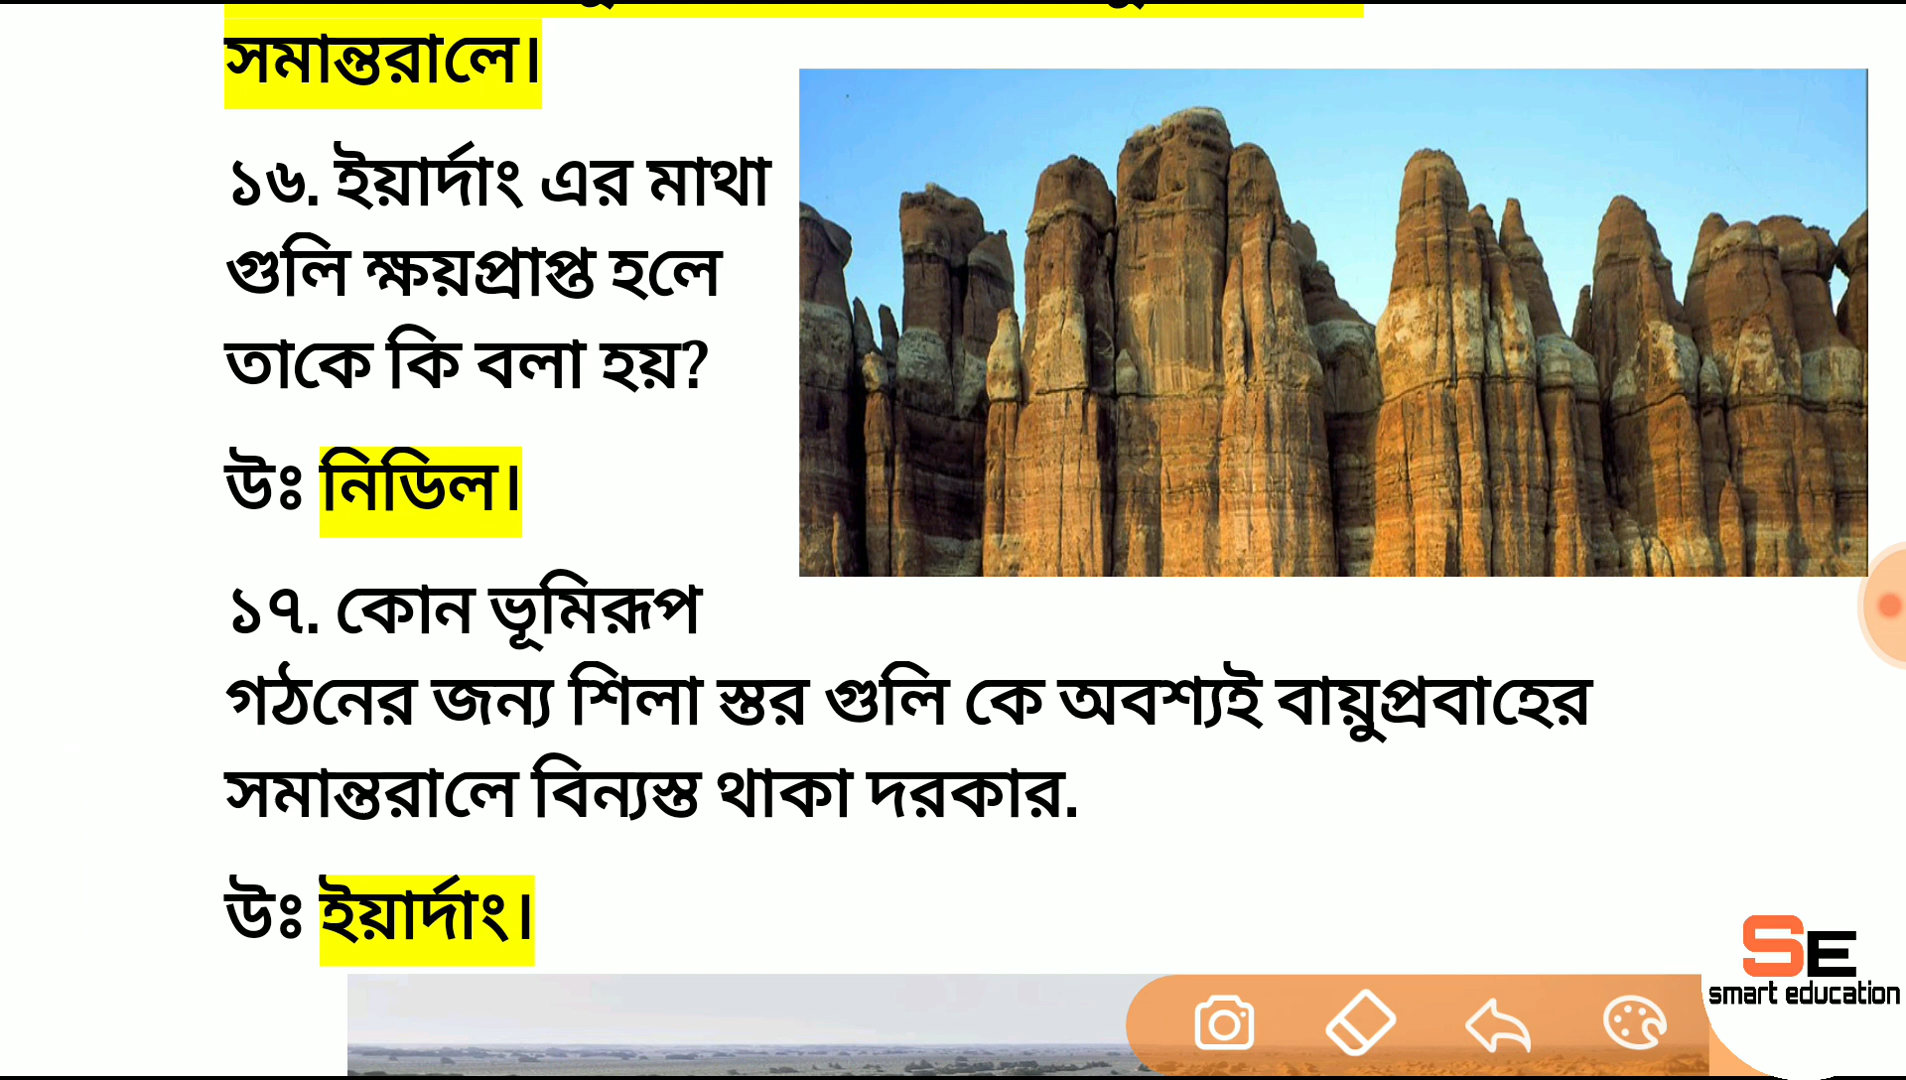 সমান্তরালে।
১৬. ইয়ার্দাং এর মাথা
গুলি ক্ষয়প্রাপ্ত হলে
তাকে কি বলা হয়?
উঃ নিডিল।
১৭. কোন ভূমিরূপ
গঠনের জন্য শিলা স্তর গুলি কে অবশ্যই বায়ুপ্রবাহের
সমান্তরালে বিন্যস্ত থাকা দরকার.
উঃ ইয়ার্দাং।
SE
smart education